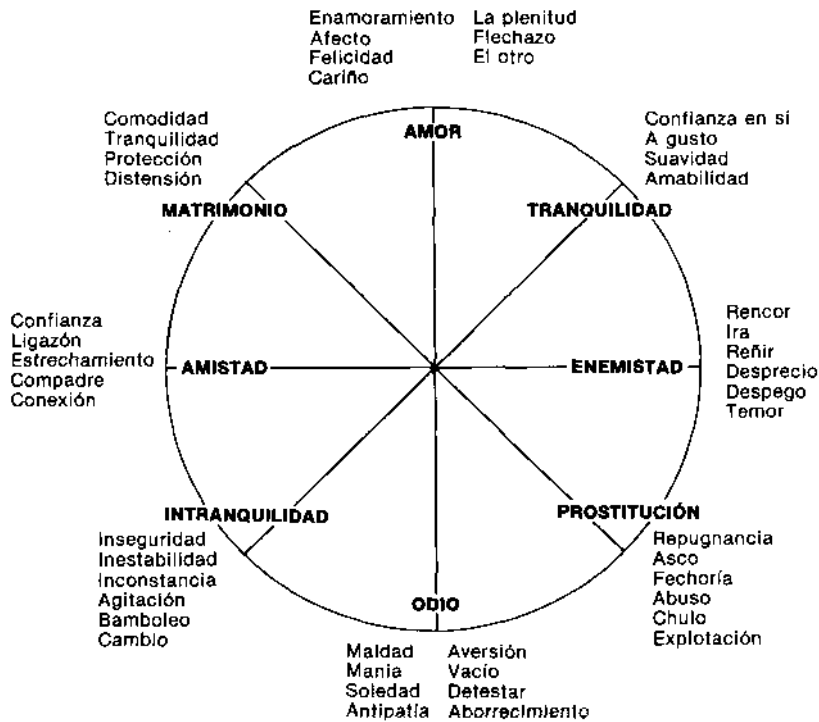 Enamoramiento La plenitud
Afecto Flechazo
Felicidad El otro
Cariño
Comodidad
Tranquilidad
Protección
Distensión
AMOR
Confianza en sí
A gusto
Suavidad
Amabilidad
MATRIMONIO
TRANQUILIDAD
Confianza
Ligazón
Estrechamiento
Compadre
Conexión
AMISTAD
ENEMISTAD
Rencor
Ira
Reñir
Desprecio
Despego
Temor
INTRANQUILIDAD
PROSTITUCIÓN
Inseguridad
Inestabilidad
Inconstancia
Agitación
Bamboleo
Cambio
ODIO
Repugnancia
Asco
Fechoría
Abuso
Chulo
Explotación
Maldad Aversión
Mania Vacío
Soledad Detestar
Antipatía Aborrecimiento